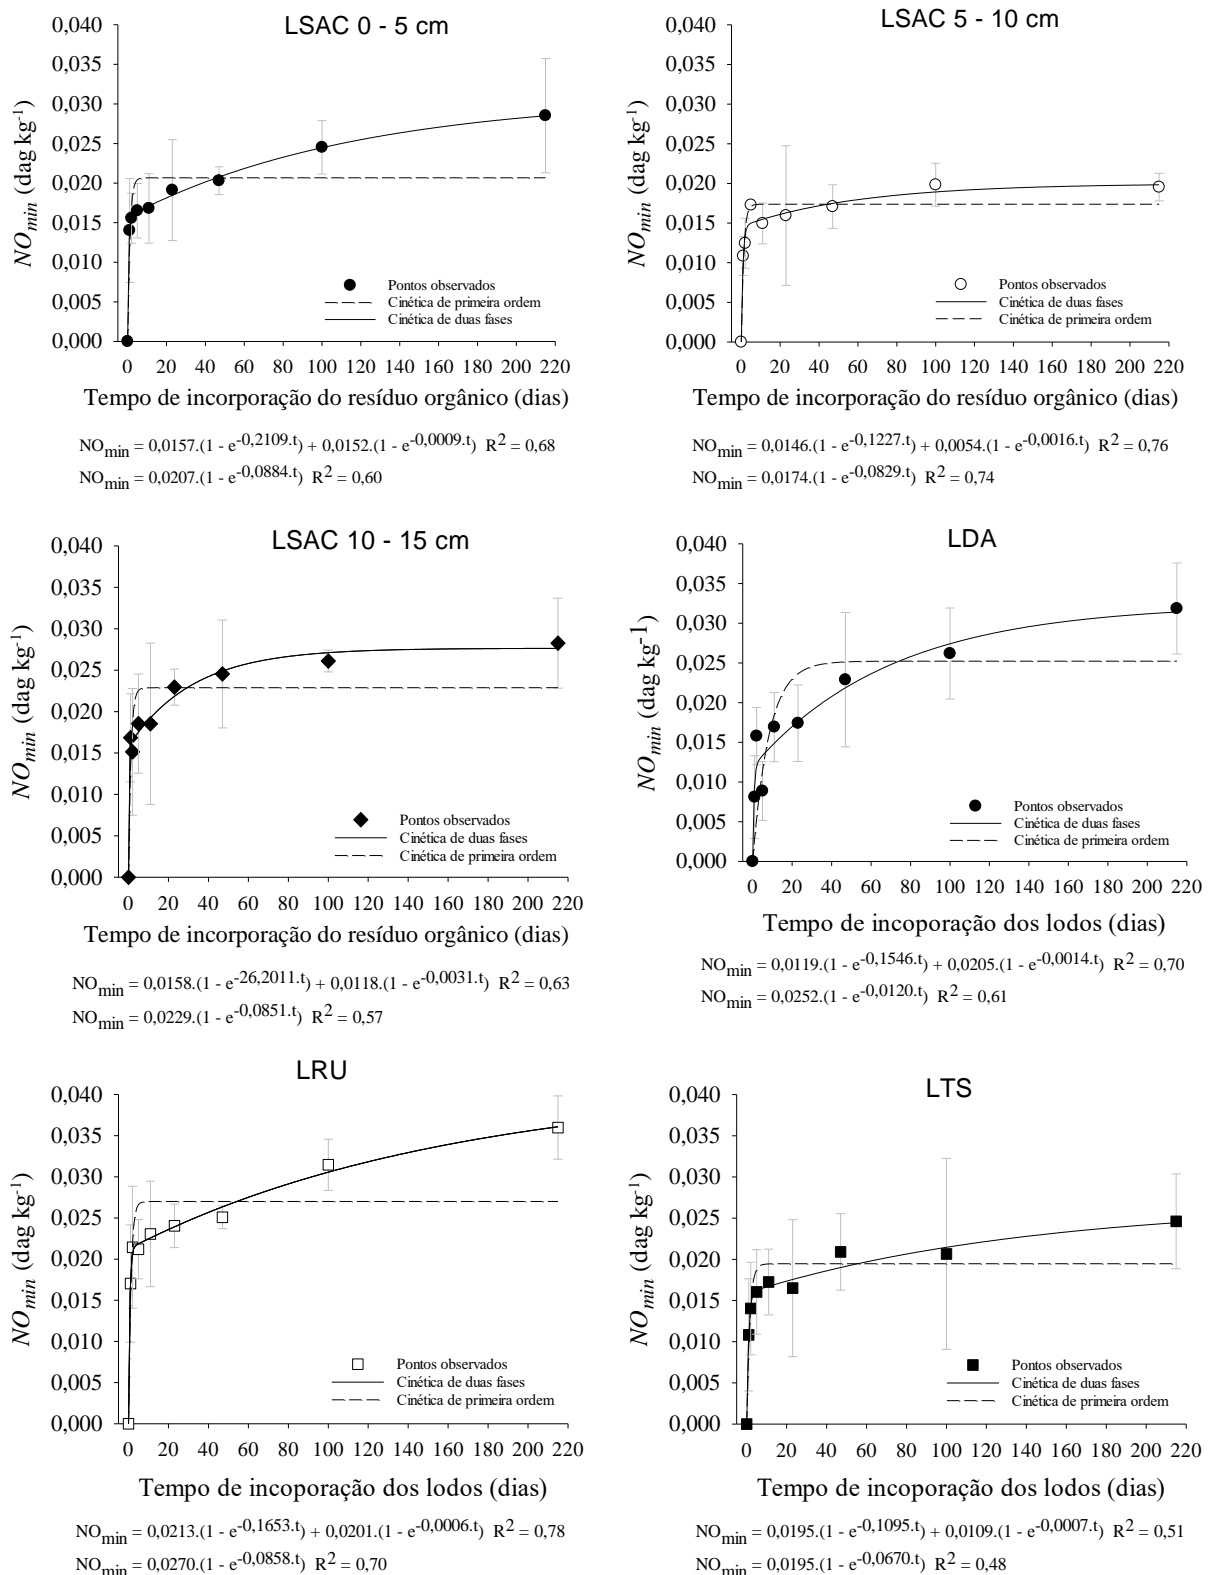 LSAC 0 - 5 cm
0,040
0,035
0,030
0,025
0,020
0,015
0,010
0,005
0,000
NOmin (dag kg-1)
Pontos observados
Cinética de primeira ordem
Cinética de duas fases
0 20 40 60 80 100 120 140 160 180 200 220
Tempo de incorporação do resíduo orgânico (dias)
NOmin = 0,0157.(1 - e-0,2109.t) + 0,0152.(1 - e-0,0009.t) R2 = 0,68
NOmin = 0,0207.(1 - e-0,0884.t) R2 = 0,60
LSAC 5 - 10 cm
0,040
0,035
0,030
0,025
0,020
0,015
0,010
0,005
0,000
NOmin (dag kg-1)
Pontos observados
Cinética de duas fases
Cinética de primeira ordem
0 20 40 60 80 100 120 140 160 180 200 220
Tempo de incorporação do resíduo orgânico (dias)
NOmin = 0,0146.(1 - e-0,1227.t) + 0,0054.(1 - e-0,0016.t) R2 = 0,76
NOmin = 0,0174.(1 - e-0,0829.t) R2 = 0,74
LSAC 10 - 15 cm
0,040
0,035
0,030
0,025
0,020
0,015
0,010
0,005
0,000
NOmin (dag kg-1)
Pontos observados
Cinética de duas fases
Cinética de primeira ordem
0 20 40 60 80 100 120 140 160 180 200 220
Tempo de incorporação do resíduo orgânico (dias)
NOmin = 0,0158.(1 - e-26,2011.t) + 0,0118.(1 - e-0,0031.t) R2 = 0,63
NOmin = 0,0229.(1 - e-0,0851.t) R2 = 0,57
LDA
0,040
0,035
0,030
0,025
0,020
0,015
0,010
0,005
0,000
NOmin (dag kg-1)
Pontos observados
Cinética de duas fases
Cinética de primeira ordem
0 20 40 60 80 100 120 140 160 180 200 220
Tempo de incoporação dos lodos (dias)
NOmin = 0,0119.(1 - e-0,1546.t) + 0,0205.(1 - e-0,0014.t) R2 = 0,70
NOmin = 0,0252.(1 - e-0,0120.t) R2 = 0,61
LRU
0,040
0,035
0,030
0,025
0,020
0,015
0,010
0,005
0,000
NOmin (dag kg-1)
Pontos observados
Cinética de duas fases
Cinética de primeira ordem
0 20 40 60 80 100 120 140 160 180 200 220
Tempo de incoporação dos lodos (dias)
NOmin = 0,0213.(1 - e-0,1653.t) + 0,0201.(1 - e-0,0006.t) R2 = 0,78
NOmin = 0,0270.(1 - e-0,0858.t) R2 = 0,70
LTS
0,040
0,035
0,030
0,025
0,020
0,015
0,010
0,005
0,000
NOmin (dag kg-1)
Pontos observados
Cinética de duas fases
Cinética de primeira ordem
0 20 40 60 80 100 120 140 160 180 200 220
Tempo de incoporação dos lodos (dias)
NOmin = 0,0195.(1 - e-0,1095.t) + 0,0109.(1 - e-0,0007.t) R2 = 0,51
NOmin = 0,0195.(1 - e-0,0670.t) R2 = 0,48